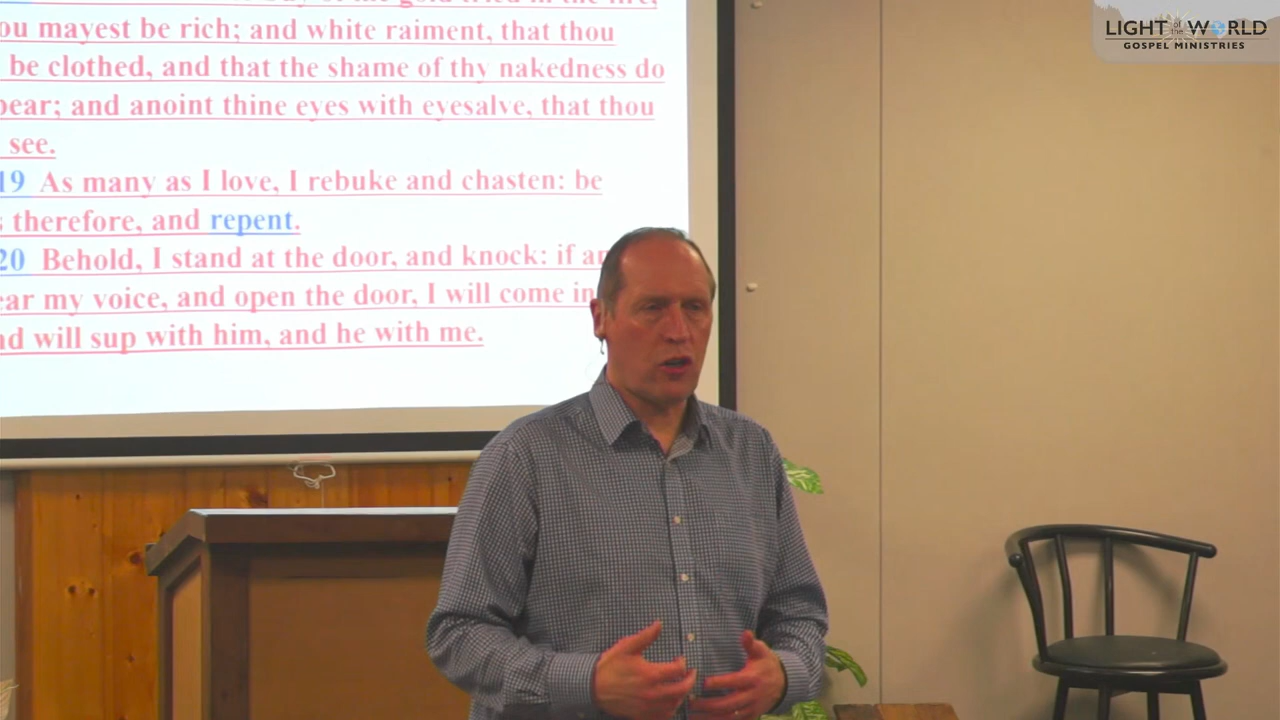 ou mayest be rich; and white raiment, that thou
be clothed, and that the shame of thy nakedness do
pear; and anoint thine eyes with eyesalve, that thou
see.
19 As many as I love, I rebuke and chasten: be
s therefore, and repent.
20 Behold, I stand at the door, and knock: if an
ear my voice, and open the door, I will come in
nd will sup with him, and he with me.
LIGHT of the WORLD
GOSPEL MINISTRIES